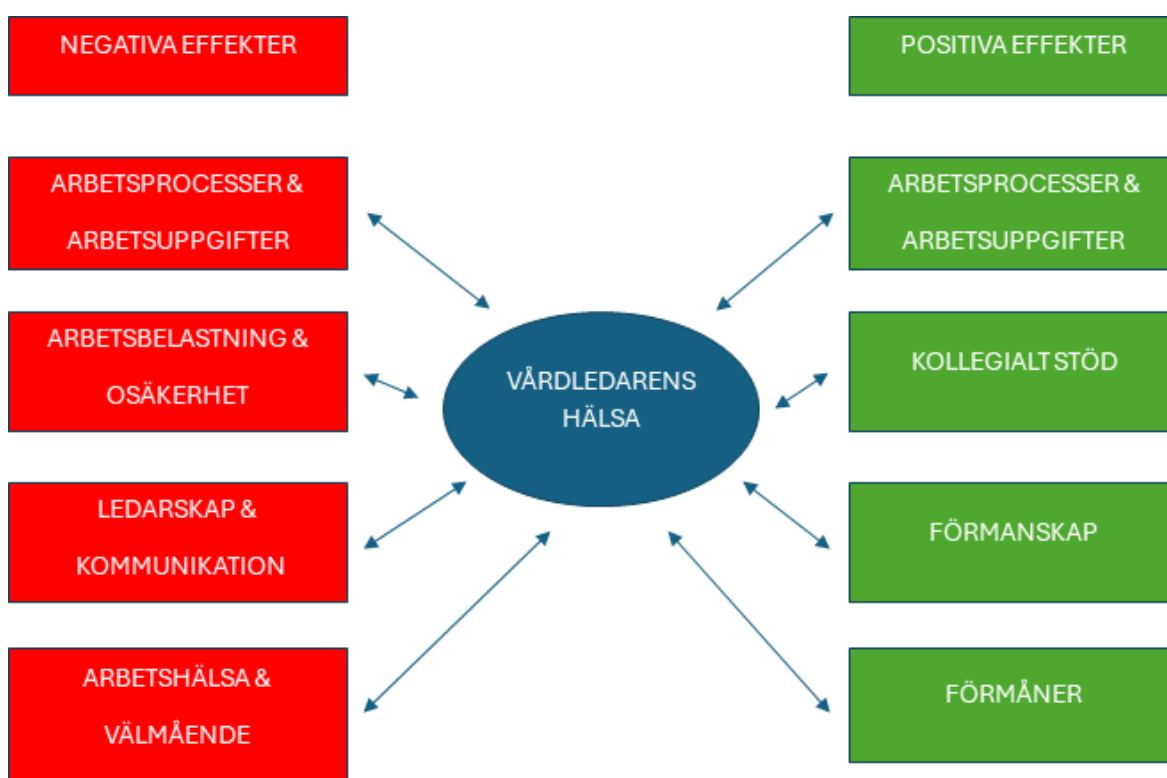 NEGATIVA EFFEKTER
POSITIVA EFFEKTER
ARBETSPROCESSER &
ARBETSUPPGIFTER
ARBETSPROCESSER &
ARBETSUPPGIFTER
ARBETSBELASTNING &
OSÄKERHET
VÅRDLEDARENS
HÄLSA
KOLLEGIALT STÖD
LEDARSKAP &
KOMMUNIKATION
FÖRMANSKAP
ARBETSHÄLSA &
VÄLMÅENDE
FÖRMÅNER